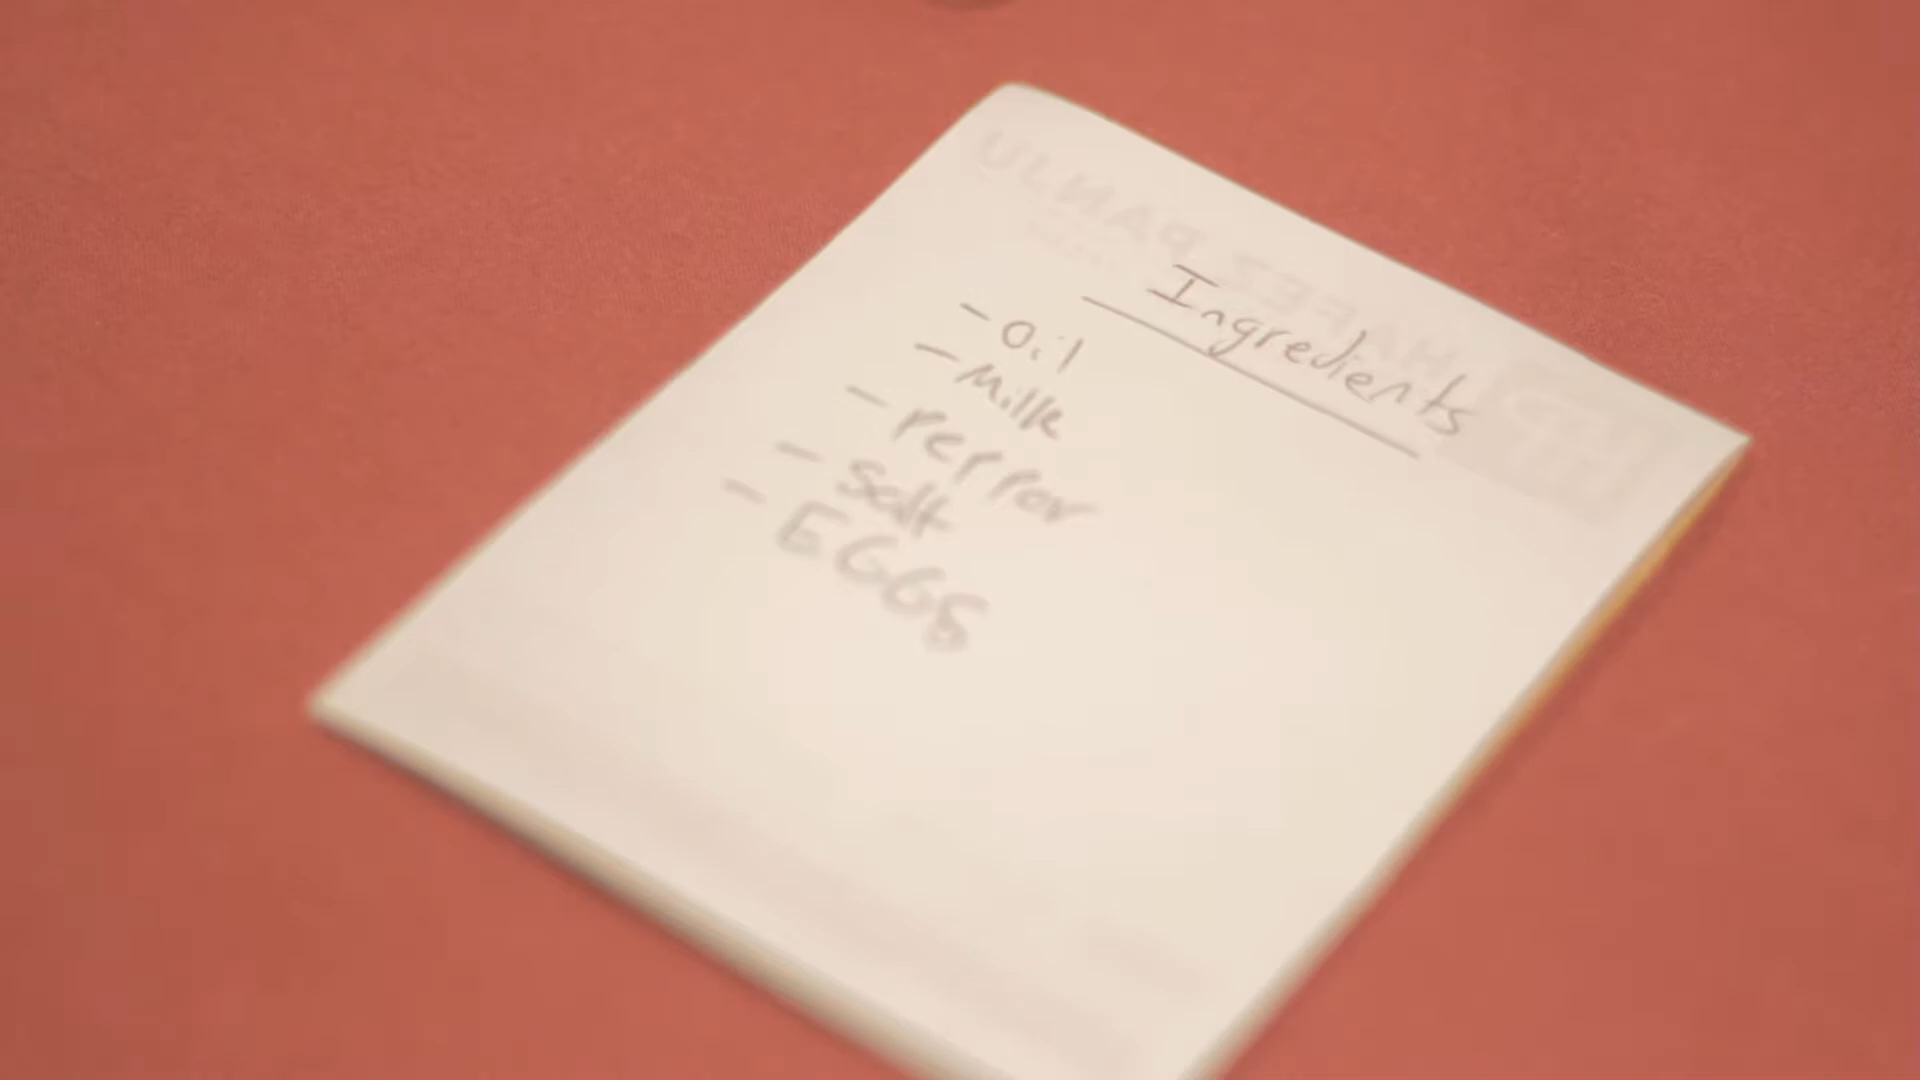 Ingredients
- Oil
- Milk
- Pepper
- Salt
- EGGS